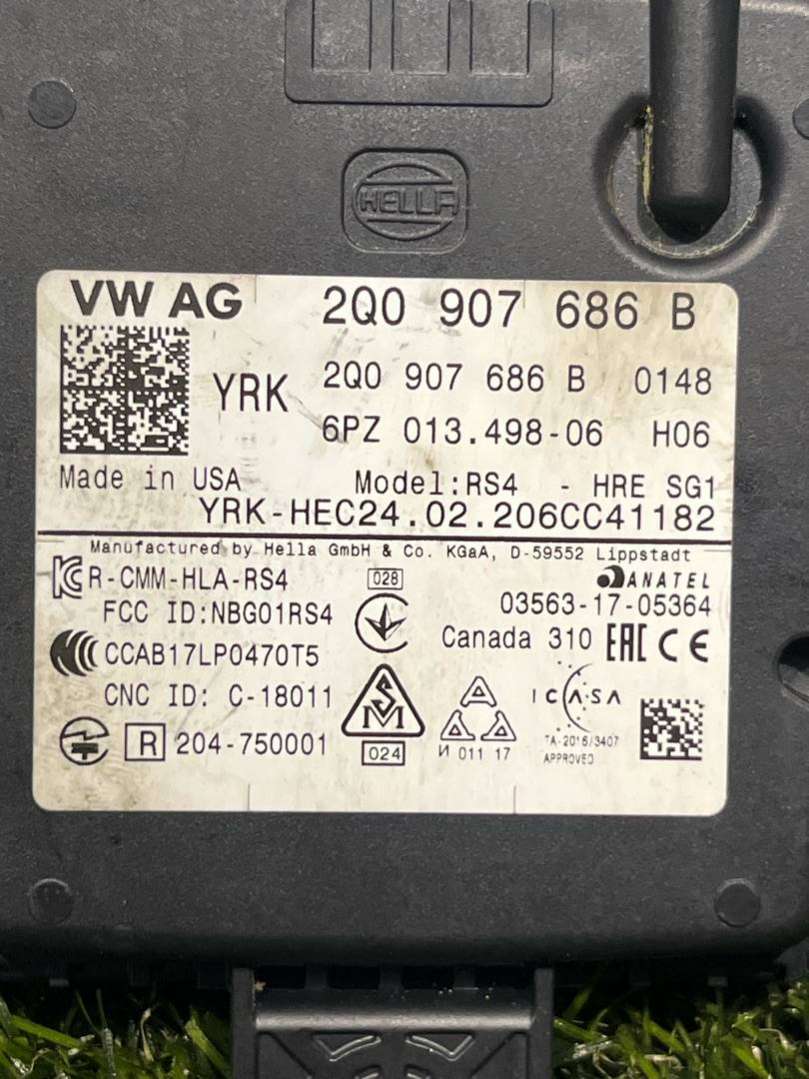 HELLA
VW AG 2Q0 907 686 B
YRK 2Q0 907 686 B 0148
6PZ 013.498-06 H06
Made in USA Model:RS4 - HRE SG1
YRK-HEC24.02.206CC41182
Manufactured by Hella GmbH & Co. KGaA, D-59552 Lippstadt
R-CMM-HLA-RS4 028 ANATEL
FCC ID:NBG01RS4 03563-17-05364
CCAB17LP0470T5 Canada 310 EAC CE
CNC ID: C-18011 SM A ICASA
R 204-750001 024 И 011 17 TA-2016/3407
APPROVED